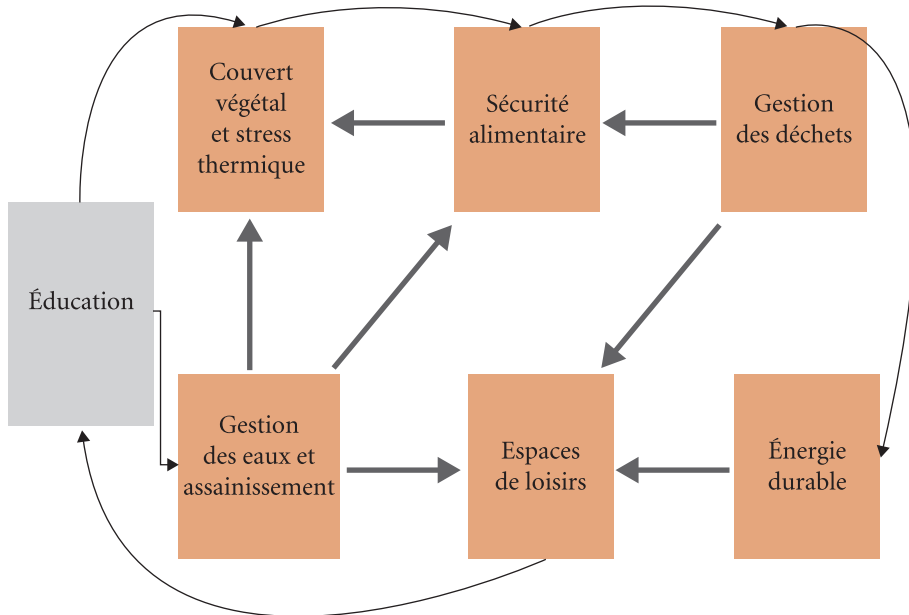 Couvert
végétal
et stress
thermique
Sécurité
alimentaire
Gestion
des déchets
Éducation
Gestion
des eaux et
assainissement
Espaces
de loisirs
Énergie
durable